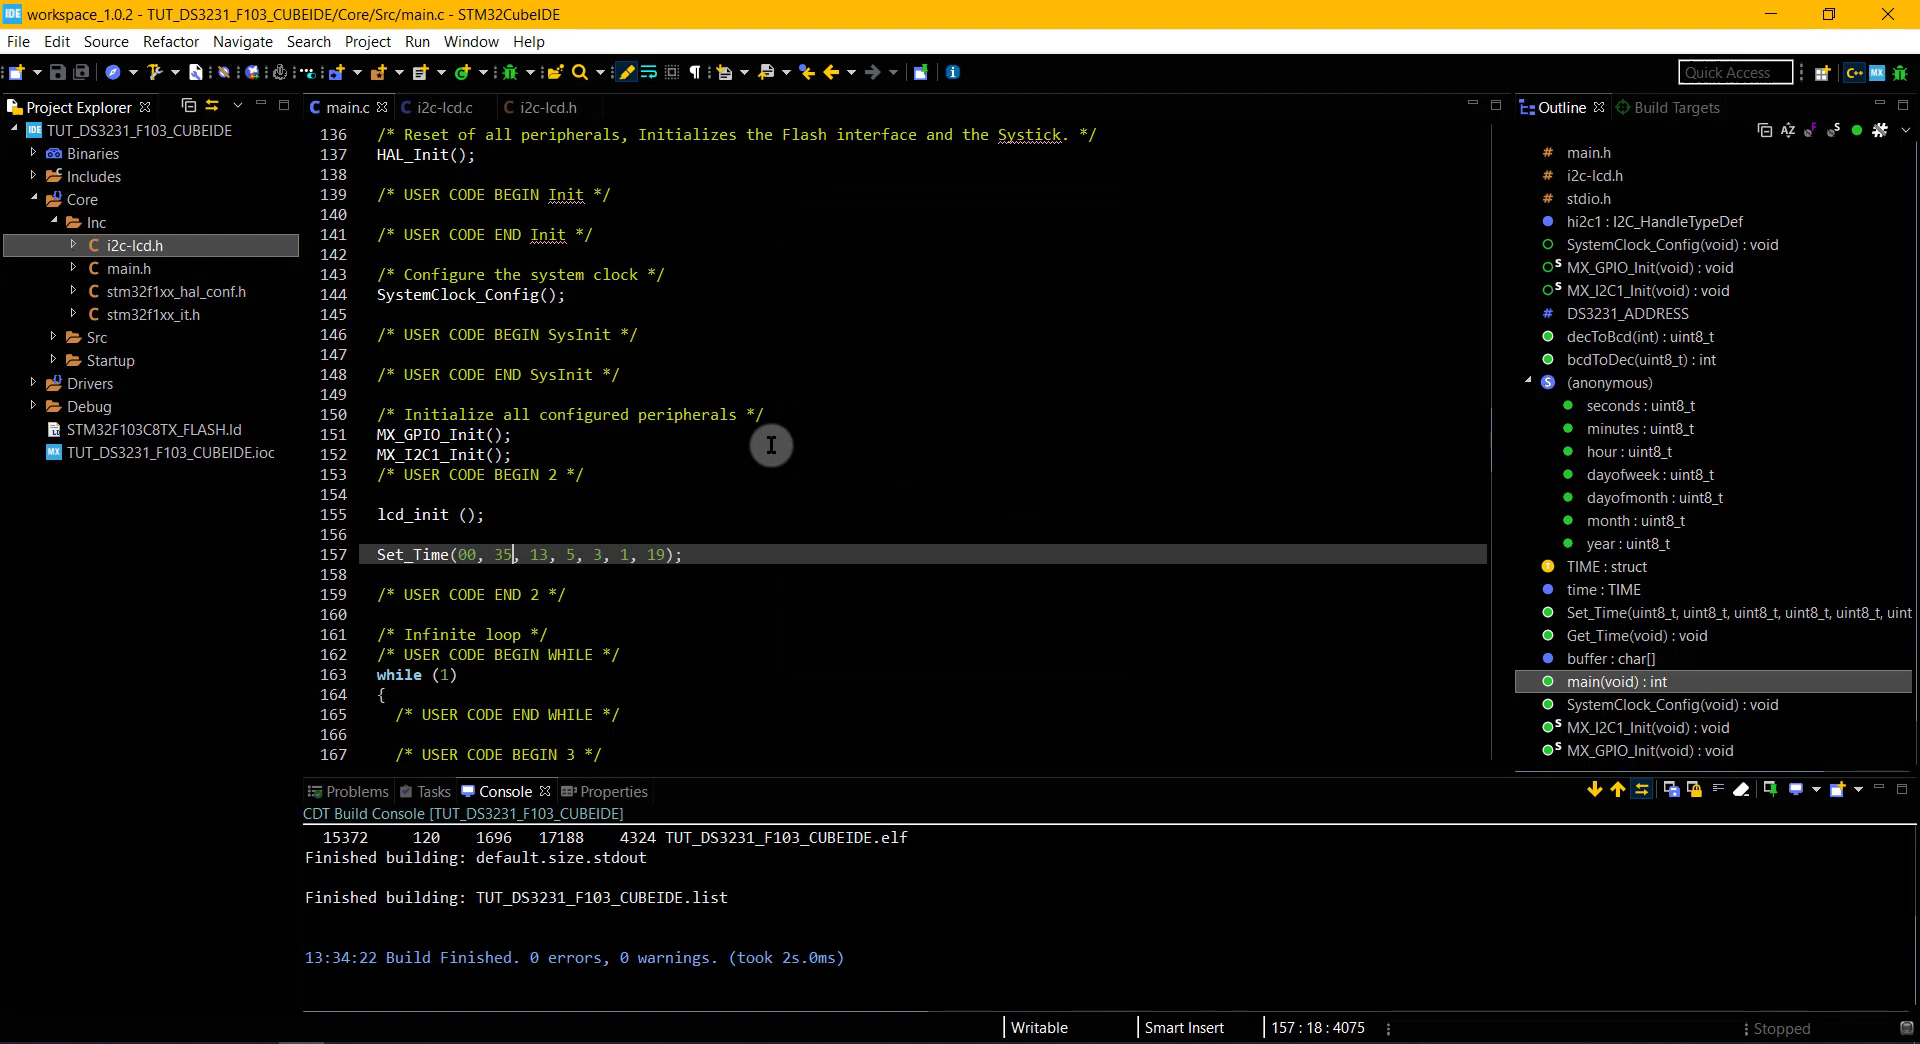 workspace_1.0.2 - TUT_DS3231_F103_CUBEIDE/Core/Src/main.c - STM32CubeIDE
File Edit Source Refactor Navigate Search Project Run Window Help
Quick Access
Project Explorer
TUT_DS3231_F103_CUBEIDE
Binaries
Includes
Core
Inc
i2c-lcd.h
main.h
stm32f1xx_hal_conf.h
stm32f1xx_it.h
Src
Startup
Drivers
Debug
STM32F103C8TX_FLASH.ld
TUT_DS3231_F103_CUBEIDE.ioc
main.c i2c-lcd.c i2c-lcd.h
136 /* Reset of all peripherals, Initializes the Flash interface and the Systick. */
137 HAL_Init();
138
139 /* USER CODE BEGIN Init */
140
141 /* USER CODE END Init */
142
143 /* Configure the system clock */
144 SystemClock_Config();
145
146 /* USER CODE BEGIN SysInit */
147
148 /* USER CODE END SysInit */
149
150 /* Initialize all configured peripherals */
151 MX_GPIO_Init();
152 MX_I2C1_Init();
153 /* USER CODE BEGIN 2 */
154
155 lcd_init ();
156
157 Set_Time(00, 35, 13, 5, 3, 1, 19);
158
159 /* USER CODE END 2 */
160
161 /* Infinite loop */
162 /* USER CODE BEGIN WHILE */
163 while (1)
164 {
165 /* USER CODE END WHILE */
166
167 /* USER CODE BEGIN 3 */
Outline Build Targets
main.h
i2c-lcd.h
stdio.h
hi2c1 : I2C_HandleTypeDef
SystemClock_Config(void) : void
MX_GPIO_Init(void) : void
MX_I2C1_Init(void) : void
DS3231_ADDRESS
decToBcd(int) : uint8_t
bcdToDec(uint8_t) : int
(anonymous)
seconds : uint8_t
minutes : uint8_t
hour : uint8_t
dayofweek : uint8_t
dayofmonth : uint8_t
month : uint8_t
year : uint8_t
TIME : struct
time : TIME
Set_Time(uint8_t, uint8_t, uint8_t, uint8_t, uint8_t, uint
Get_Time(void) : void
buffer : char[]
main(void) : int
SystemClock_Config(void) : void
MX_I2C1_Init(void) : void
MX_GPIO_Init(void) : void
Problems Tasks Console Properties
CDT Build Console [TUT_DS3231_F103_CUBEIDE]
15372 120 1696 17188 4324 TUT_DS3231_F103_CUBEIDE.elf
Finished building: default.size.stdout
Finished building: TUT_DS3231_F103_CUBEIDE.list
13:34:22 Build Finished. 0 errors, 0 warnings. (took 2s.0ms)
Writable Smart Insert 157 : 18 : 4075 Stopped